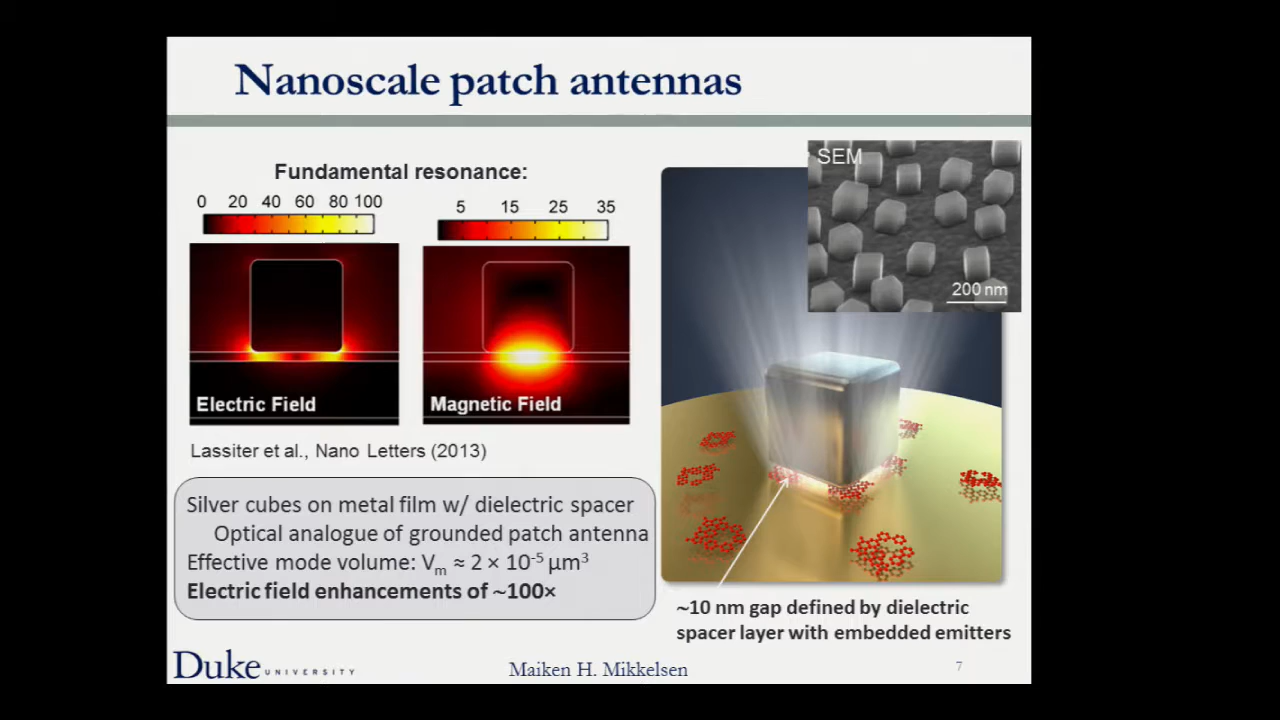 Nanoscale patch antennas
Fundamental resonance:
0 20 40 60 80 100
5 15 25 35
Electric Field
Magnetic Field
Lassiter et al., Nano Letters (2013)
Silver cubes on metal film w/ dielectric spacer
Optical analogue of grounded patch antenna
Effective mode volume: Vₘ ≈ 2 × 10⁻⁵ µm³
Electric field enhancements of ~100×
SEM
200 nm
~10 nm gap defined by dielectric
spacer layer with embedded emitters
Duke UNIVERSITY
Maiken H. Mikkelsen
7